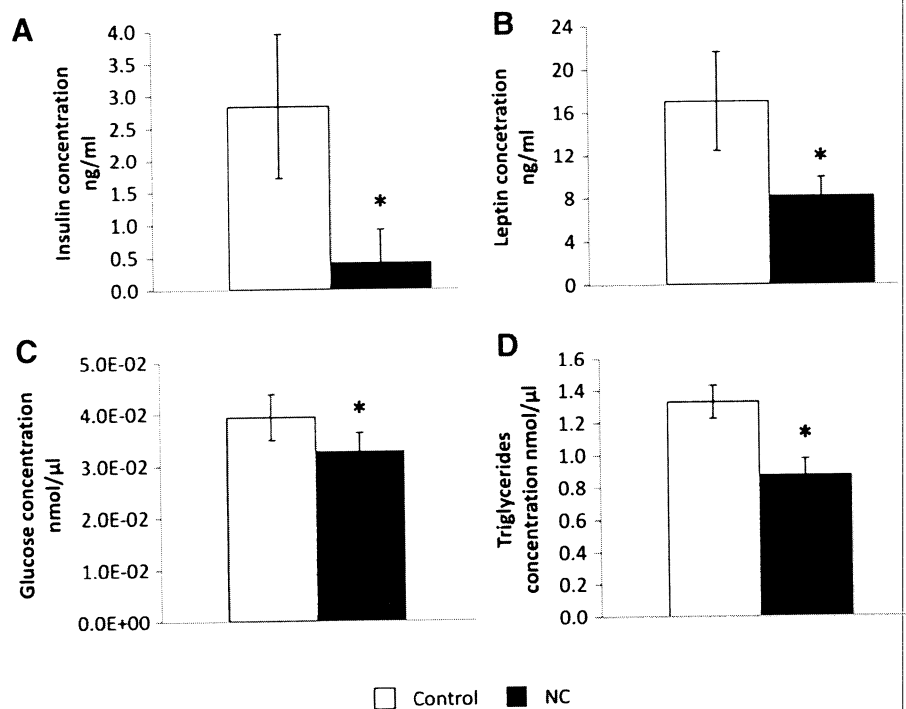 A
Insulin concentration
ng/ml
4.0
3.5
3.0
2.5
2.0
1.5
1.0
0.5
0.0
*
B
Leptin concetration
ng/ml
24
20
16
12
8
4
0
*
C
Glucose concentration
nmol/µl
5.0E-02
4.0E-02
3.0E-02
2.0E-02
1.0E-02
0.0E+00
*
D
Triglycerides
concentration nmol/µl
1.6
1.4
1.2
1.0
0.8
0.6
0.4
0.2
0.0
*
Control NC